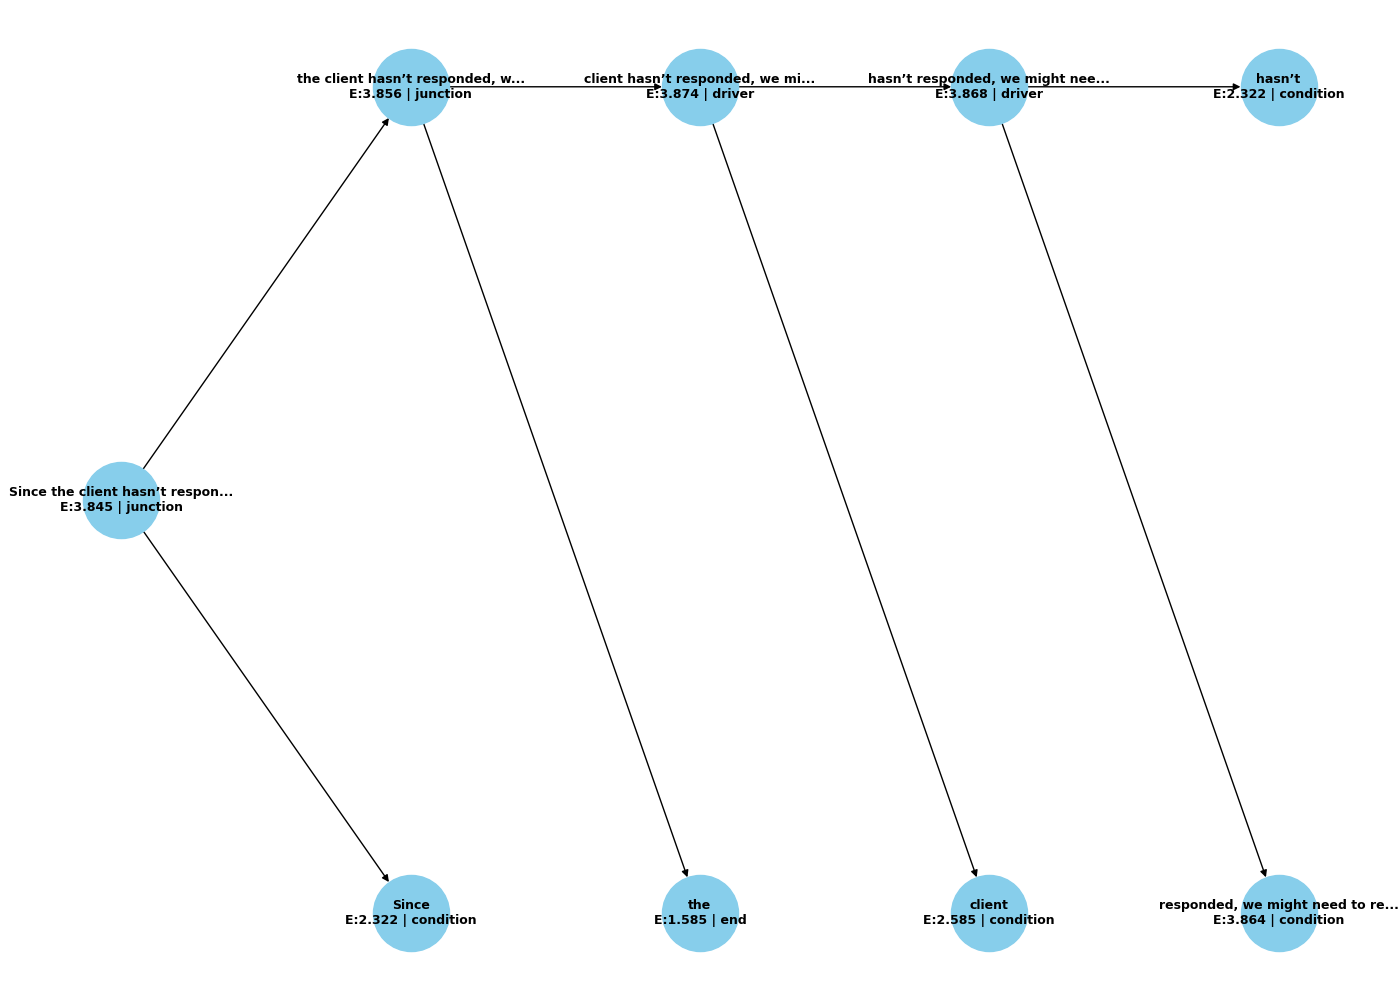 the client hasn’t responded, w...
E:3.856 | junction
client hasn’t responded, we mi...
E:3.874 | driver
hasn’t responded, we might nee...
E:3.868 | driver
hasn’t
E:2.322 | condition
Since the client hasn’t respon...
E:3.845 | junction
Since
E:2.322 | condition
the
E:1.585 | end
client
E:2.585 | condition
responded, we might need to re...
E:3.864 | condition